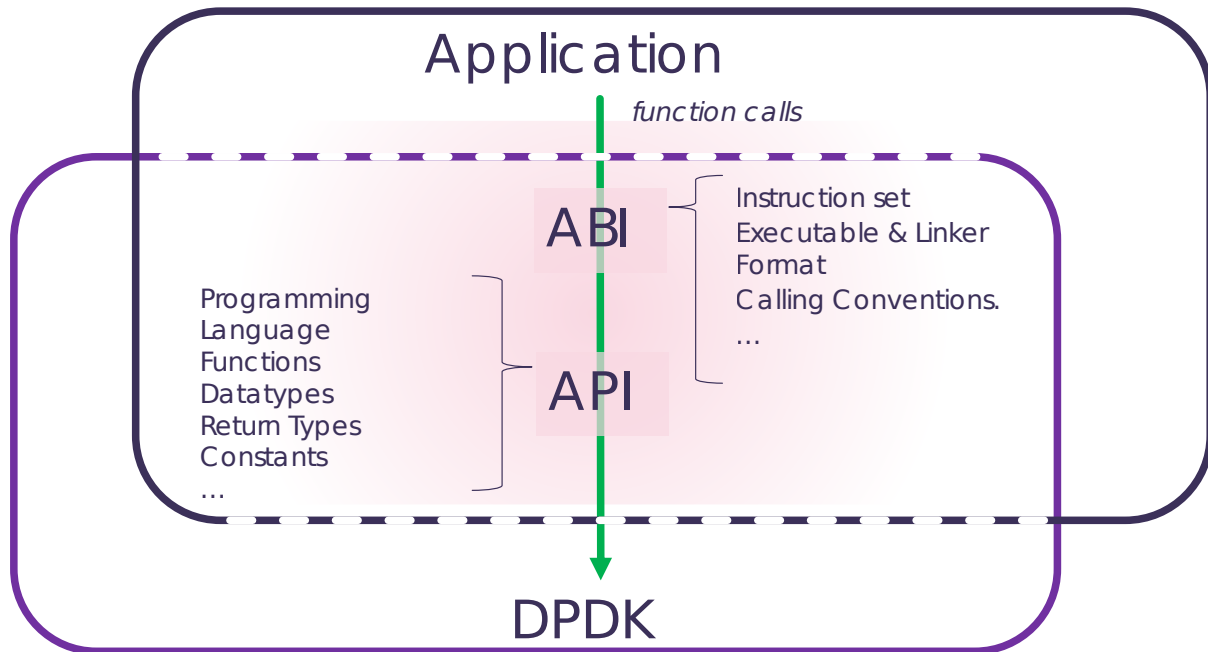 Application
function calls
ABI
Instruction set
Executable & Linker
Format
Calling Conventions.
...
Programming
Language
Functions
Datatypes
Return Types
Constants
...
API
DPDK